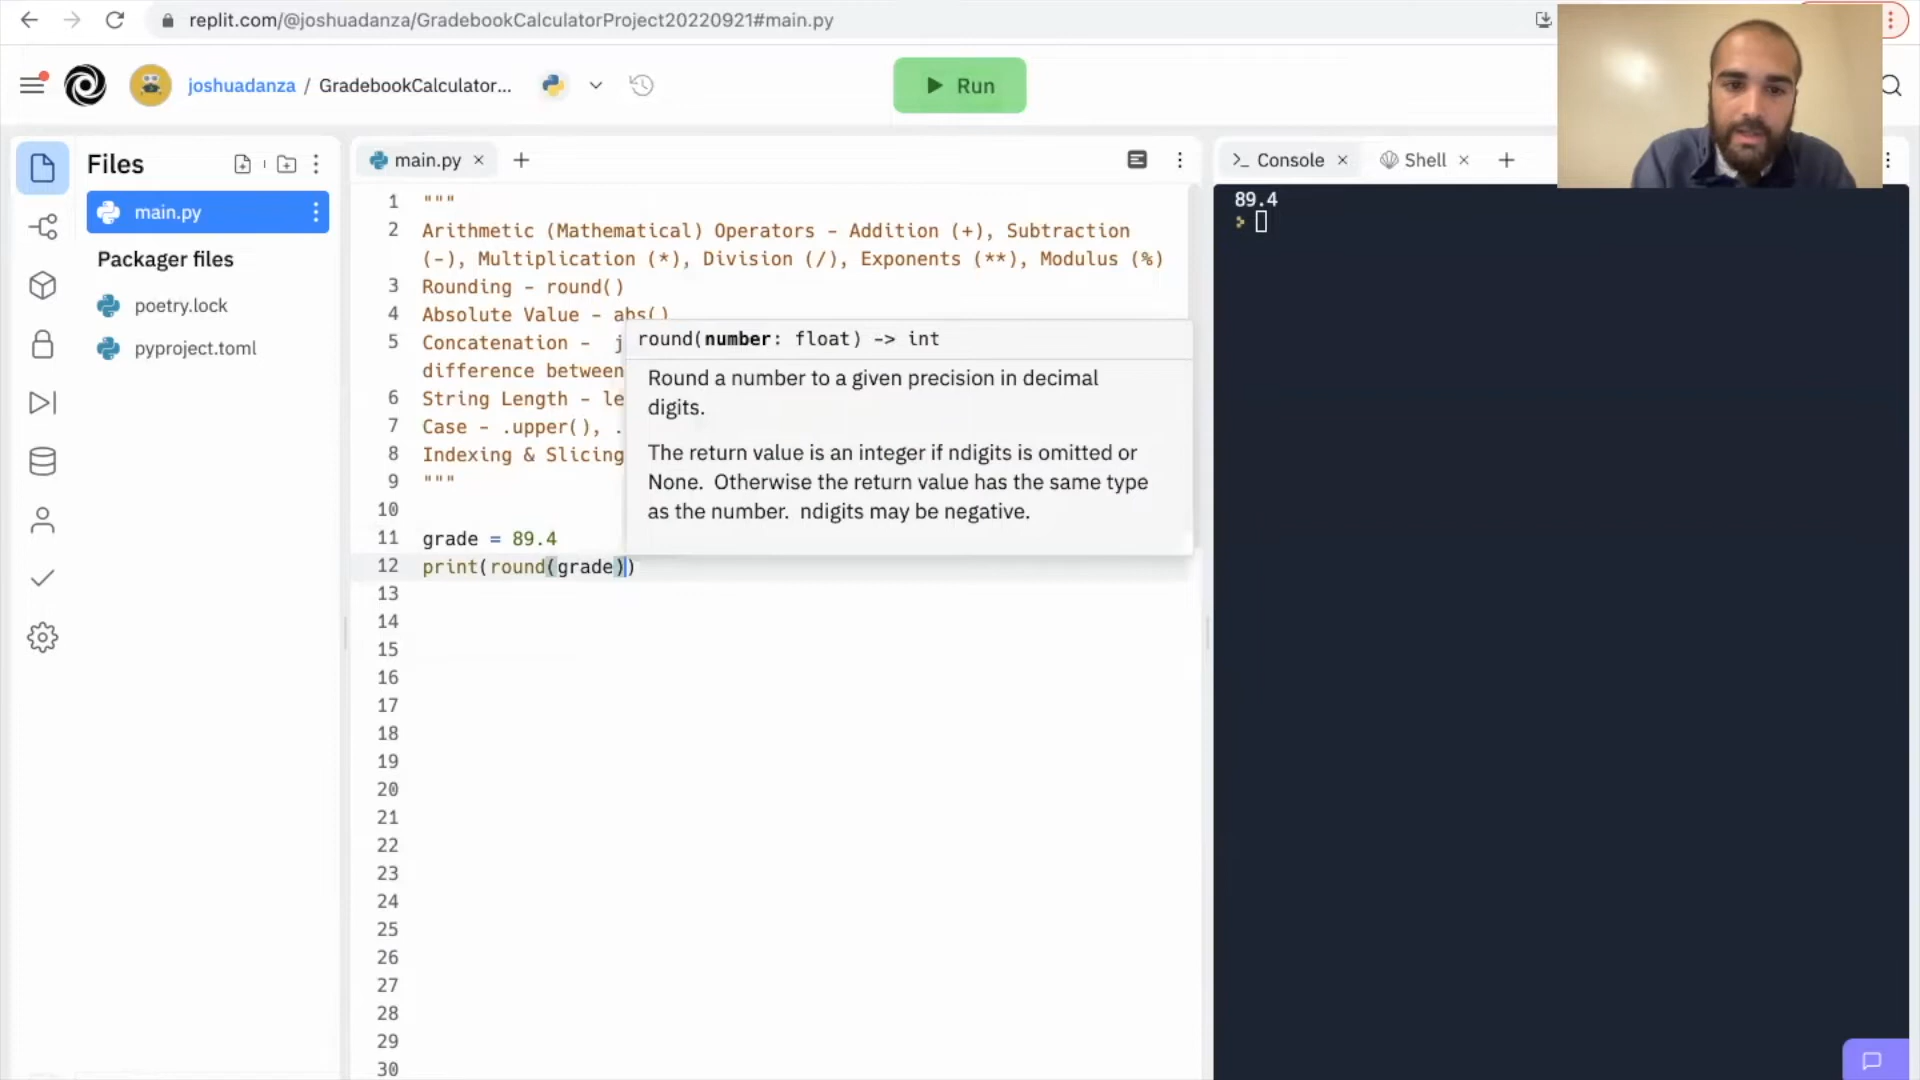 replit.com/@joshuadanza/GradebookCalculatorProject20220921#main.py
joshuadanza / GradebookCalculator...
Run
Files
main.py
Packager files
poetry.lock
pyproject.toml
main.py
1 """
2 Arithmetic (Mathematical) Operators - Addition (+), Subtraction
(-), Multiplication (*), Division (/), Exponents (**), Modulus (%)
3 Rounding - round()
4 Absolute Value - abs()
5 Concatenation - j
difference between
6 String Length - le
7 Case - .upper(), .
8 Indexing & Slicing
9 """
10
11 grade = 89.4
12 print(round(grade))
13
14
15
16
17
18
19
20
21
22
23
24
25
26
27
28
29
30
round(number: float) -> int
Round a number to a given precision in decimal
digits.
The return value is an integer if ndigits is omitted or
None. Otherwise the return value has the same type
as the number. ndigits may be negative.
>_ Console
Shell
89.4